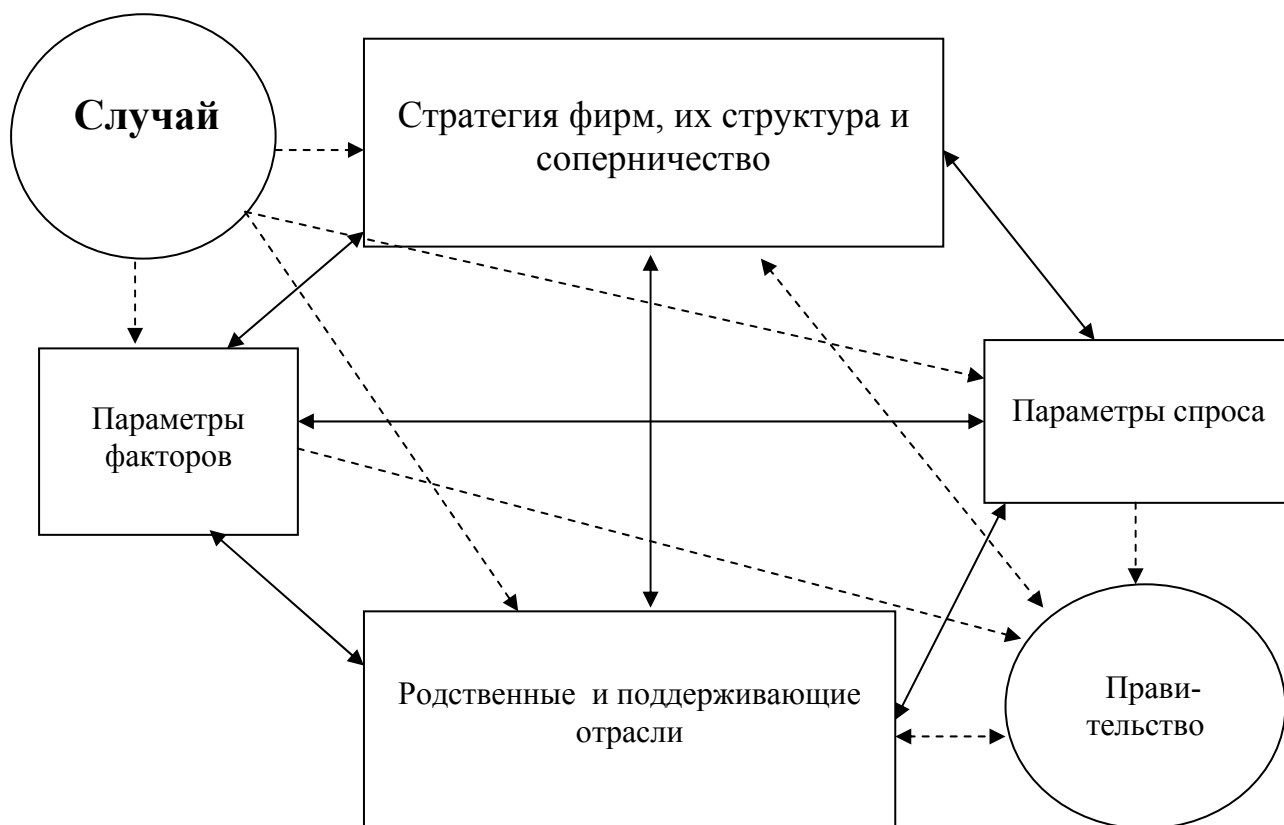 Случай
Стратегия фирм, их структура и
соперничество
Параметры
факторов
Параметры спроса
Родственные и поддерживающие
отрасли
Прави-
тельство